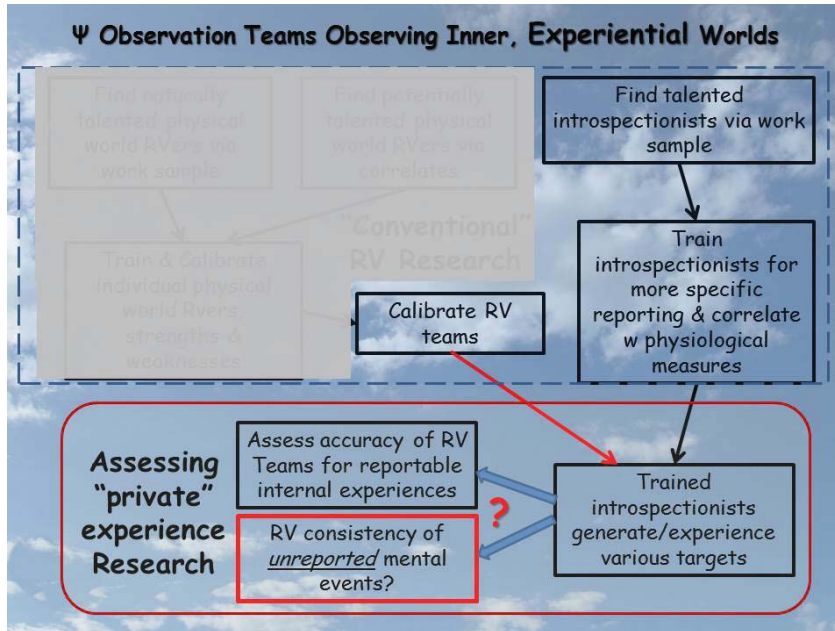 Ψ Observation Teams Observing Inner, Experiential Worlds
Find naturally
talented physical
world RVers via
work sample
Find potentially
talented physical
world RVers via
correlates
Find talented
introspectionists via work
sample
"Conventional"
RV Research
Train & Calibrate
individual physical
world Rvers,
strengths &
weaknesses
Calibrate RV
teams
Train
introspectionists for
more specific
reporting & correlate
w physiological
measures
Assessing
"private"
experience
Research
Assess accuracy of RV
Teams for reportable
internal experiences
RV consistency of
unreported mental
events?
?
Trained
introspectionists
generate/experience
various targets